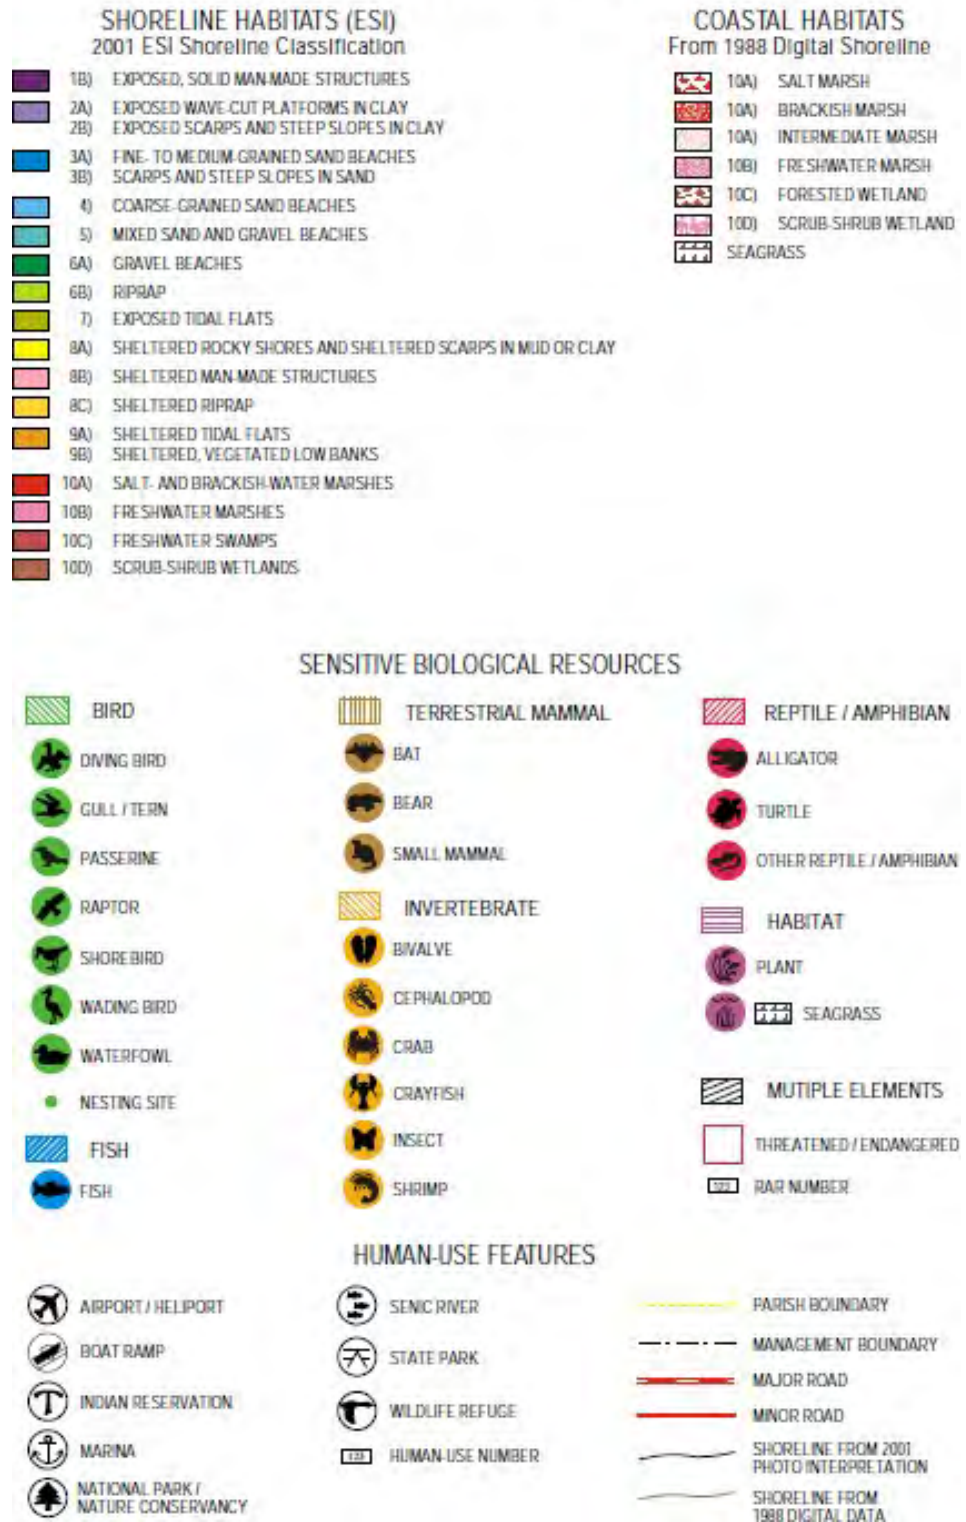 SHORELINE HABITATS (ESI)
2001 ESI Shoreline Classification
1B) EXPOSED, SOLID MAN-MADE STRUCTURES
2A) EXPOSED WAVE-CUT PLATFORMS IN CLAY
2B) EXPOSED SCARPS AND STEEP SLOPES IN CLAY
3A) FINE- TO MEDIUM-GRAINED SAND BEACHES
3B) SCARPS AND STEEP SLOPES IN SAND
4) COARSE-GRAINED SAND BEACHES
5) MIXED SAND AND GRAVEL BEACHES
6A) GRAVEL BEACHES
6B) RIPRAP
7) EXPOSED TIDAL FLATS
8A) SHELTERED ROCKY SHORES AND SHELTERED SCARPS IN MUD OR CLAY
8B) SHELTERED MAN-MADE STRUCTURES
8C) SHELTERED RIPRAP
9A) SHELTERED TIDAL FLATS
9B) SHELTERED, VEGETATED LOW BANKS
10A) SALT- AND BRACKISH-WATER MARSHES
10B) FRESHWATER MARSHES
10C) FRESHWATER SWAMPS
10D) SCRUB-SHRUB WETLANDS
COASTAL HABITATS
From 1988 Digital Shoreline
10A) SALT MARSH
10A) BRACKISH MARSH
10A) INTERMEDIATE MARSH
10B) FRESHWATER MARSH
10C) FORESTED WETLAND
10D) SCRUB-SHRUB WETLAND
SEAGRASS
SENSITIVE BIOLOGICAL RESOURCES
BIRD
DIVING BIRD
GULL / TERN
PASSERINE
RAPTOR
SHOREBIRD
WADING BIRD
WATERFOWL
NESTING SITE
FISH
FISH
TERRESTRIAL MAMMAL
BAT
BEAR
SMALL MAMMAL
INVERTEBRATE
BIVALVE
CEPHALOPOD
CRAB
CRAYFISH
INSECT
SHRIMP
REPTILE / AMPHIBIAN
ALLIGATOR
TURTLE
OTHER REPTILE / AMPHIBIAN
HABITAT
PLANT
SEAGRASS
MUTIPLE ELEMENTS
THREATENED / ENDANGERED
123 RAR NUMBER
HUMAN-USE FEATURES
AIRPORT / HELIPORT
BOAT RAMP
INDIAN RESERVATION
MARINA
NATIONAL PARK /
NATURE CONSERVANCY
SENIC RIVER
STATE PARK
WILDLIFE REFUGE
123 HUMAN-USE NUMBER
PARISH BOUNDARY
MANAGEMENT BOUNDARY
MAJOR ROAD
MINOR ROAD
SHORELINE FROM 2001
PHOTO INTERPRETATION
SHORELINE FROM
1988 DIGITAL DATA